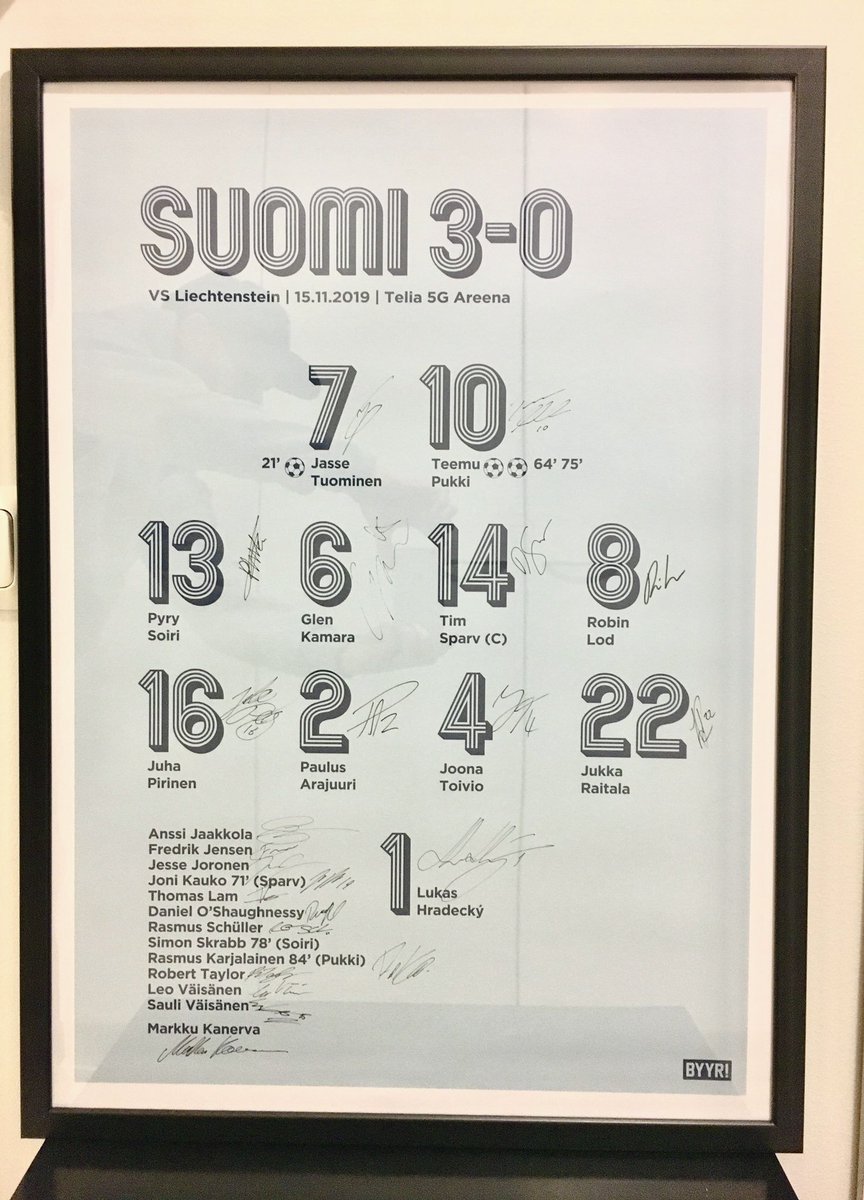 SUOMI 3-0
VS Liechtenstein | 15.11.2019 | Telia 5G Areena
7 10
21' Jasse Tuominen
Teemu Pukki 64' 75'
10
13 6 14 8
Pyry Soiri
Glen Kamara
Tim Sparv (C)
Robin Lod
16 2 4 22
Juha Pirinen
Paulus Arajuuri
Joona Toivio
Jukka Raitala
1
Lukas Hradecký
Anssi Jaakkola
Fredrik Jensen
Jesse Joronen
Joni Kauko 71' (Sparv)
Thomas Lam
Daniel O'Shaughnessy
Rasmus Schüller
Simon Skrabb 78' (Soiri)
Rasmus Karjalainen 84' (Pukki)
Robert Taylor
Leo Väisänen
Sauli Väisänen
Markku Kanerva
BYYR!